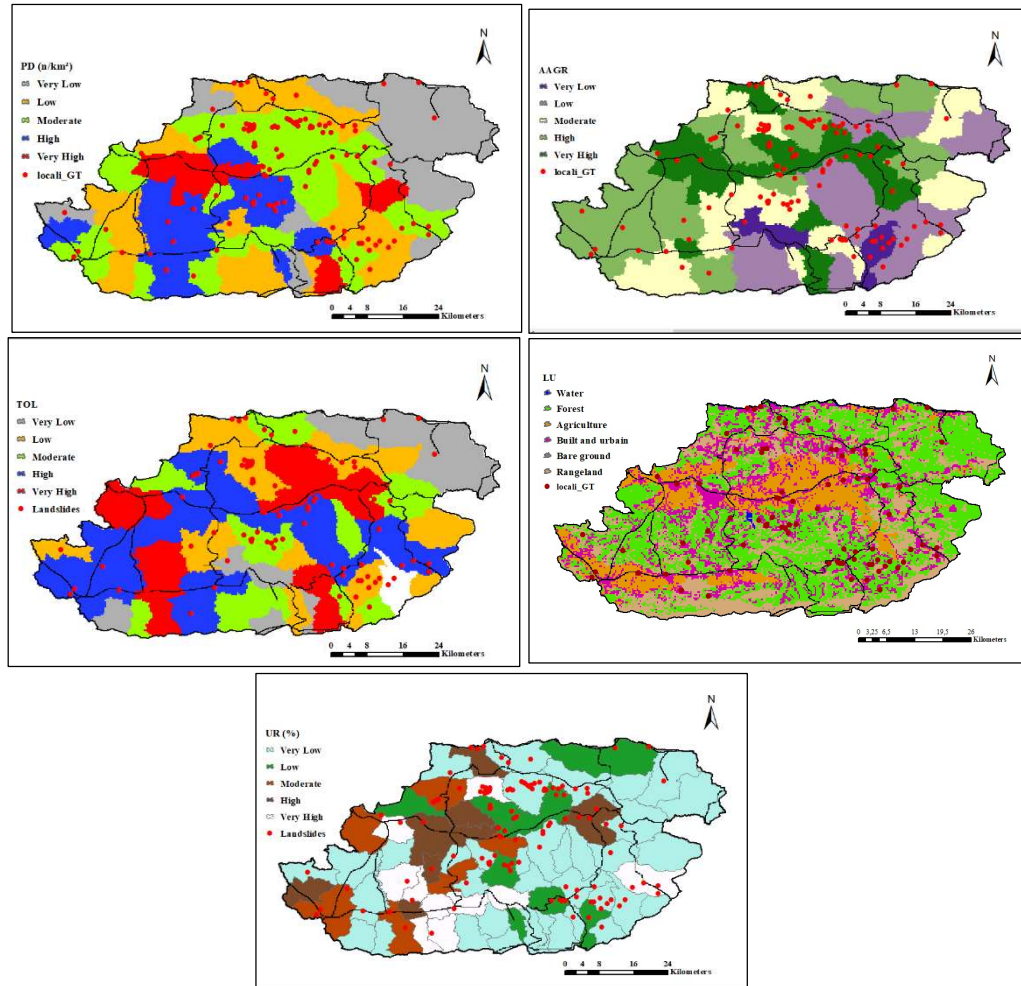 N
PD (n/km²)
Very Low
Low
Moderate
High
Very High
locali_GT
0 4 8 16 24
Kilometers
N
AAGR
Very Low
Low
Moderate
High
Very High
locali_GT
0 4 8 16 24
Kilometers
N
TOL
Very Low
Low
Moderate
High
Very High
Landslides
0 4 8 16 24
Kilometers
N
LU
Water
Forest
Agriculture
Built and urbain
Bare ground
Rangeland
locali_GT
0 3,25 6,5 13 19,5 26
Kilometers
N
UR (%)
Very Low
Low
Moderate
High
Very High
Landslides
0 4 8 16 24
Kilometers